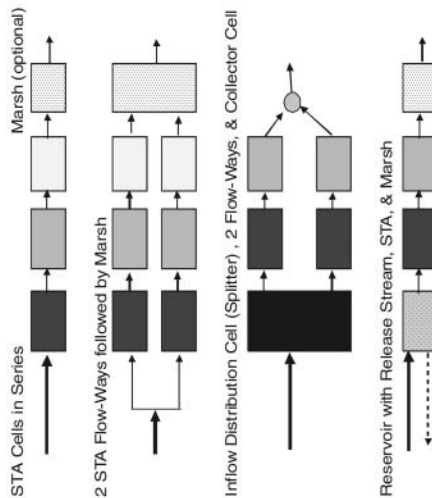 STA Cells in Series
Marsh (optional)
2 STA Flow-Ways followed by Marsh
Inflow Distribution Cell (Splitter) , 2 Flow-Ways, & Collector Cell
Reservoir with Release Stream, STA, & Marsh